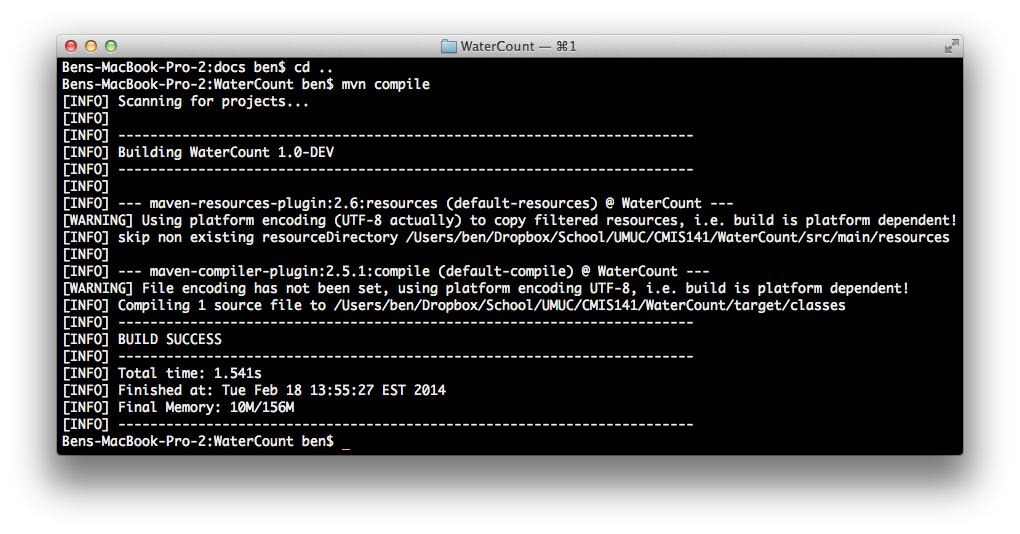 WaterCount — ⌘1
Bens-MacBook-Pro-2:docs ben$ cd ..
Bens-MacBook-Pro-2:WaterCount ben$ mvn compile
[INFO] Scanning for projects...
[INFO]
[INFO] ------------------------------------------------------------------------
[INFO] Building WaterCount 1.0-DEV
[INFO] ------------------------------------------------------------------------
[INFO]
[INFO] --- maven-resources-plugin:2.6:resources (default-resources) @ WaterCount ---
[WARNING] Using platform encoding (UTF-8 actually) to copy filtered resources, i.e. build is platform dependent!
[INFO] skip non existing resourceDirectory /Users/ben/Dropbox/School/UMUC/CMIS141/WaterCount/src/main/resources
[INFO]
[INFO] --- maven-compiler-plugin:2.5.1:compile (default-compile) @ WaterCount ---
[WARNING] File encoding has not been set, using platform encoding UTF-8, i.e. build is platform dependent!
[INFO] Compiling 1 source file to /Users/ben/Dropbox/School/UMUC/CMIS141/WaterCount/target/classes
[INFO] ------------------------------------------------------------------------
[INFO] BUILD SUCCESS
[INFO] ------------------------------------------------------------------------
[INFO] Total time: 1.541s
[INFO] Finished at: Tue Feb 18 13:55:27 EST 2014
[INFO] Final Memory: 10M/156M
[INFO] ------------------------------------------------------------------------
Bens-MacBook-Pro-2:WaterCount ben$ _